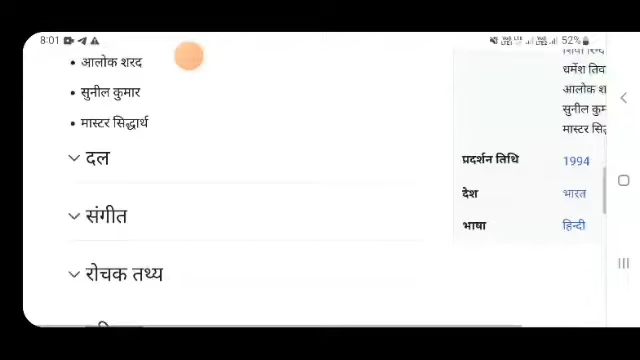 8:01
52%
• आलोक शरद
• सुनील कुमार
• मास्टर सिद्धार्थ
दल
संगीत
रोचक तथ्य
धर्मेश तिव
आलोक श
सुनील कुम
मास्टर सिद्
प्रदर्शन तिथि 1994
देश भारत
भाषा हिन्दी